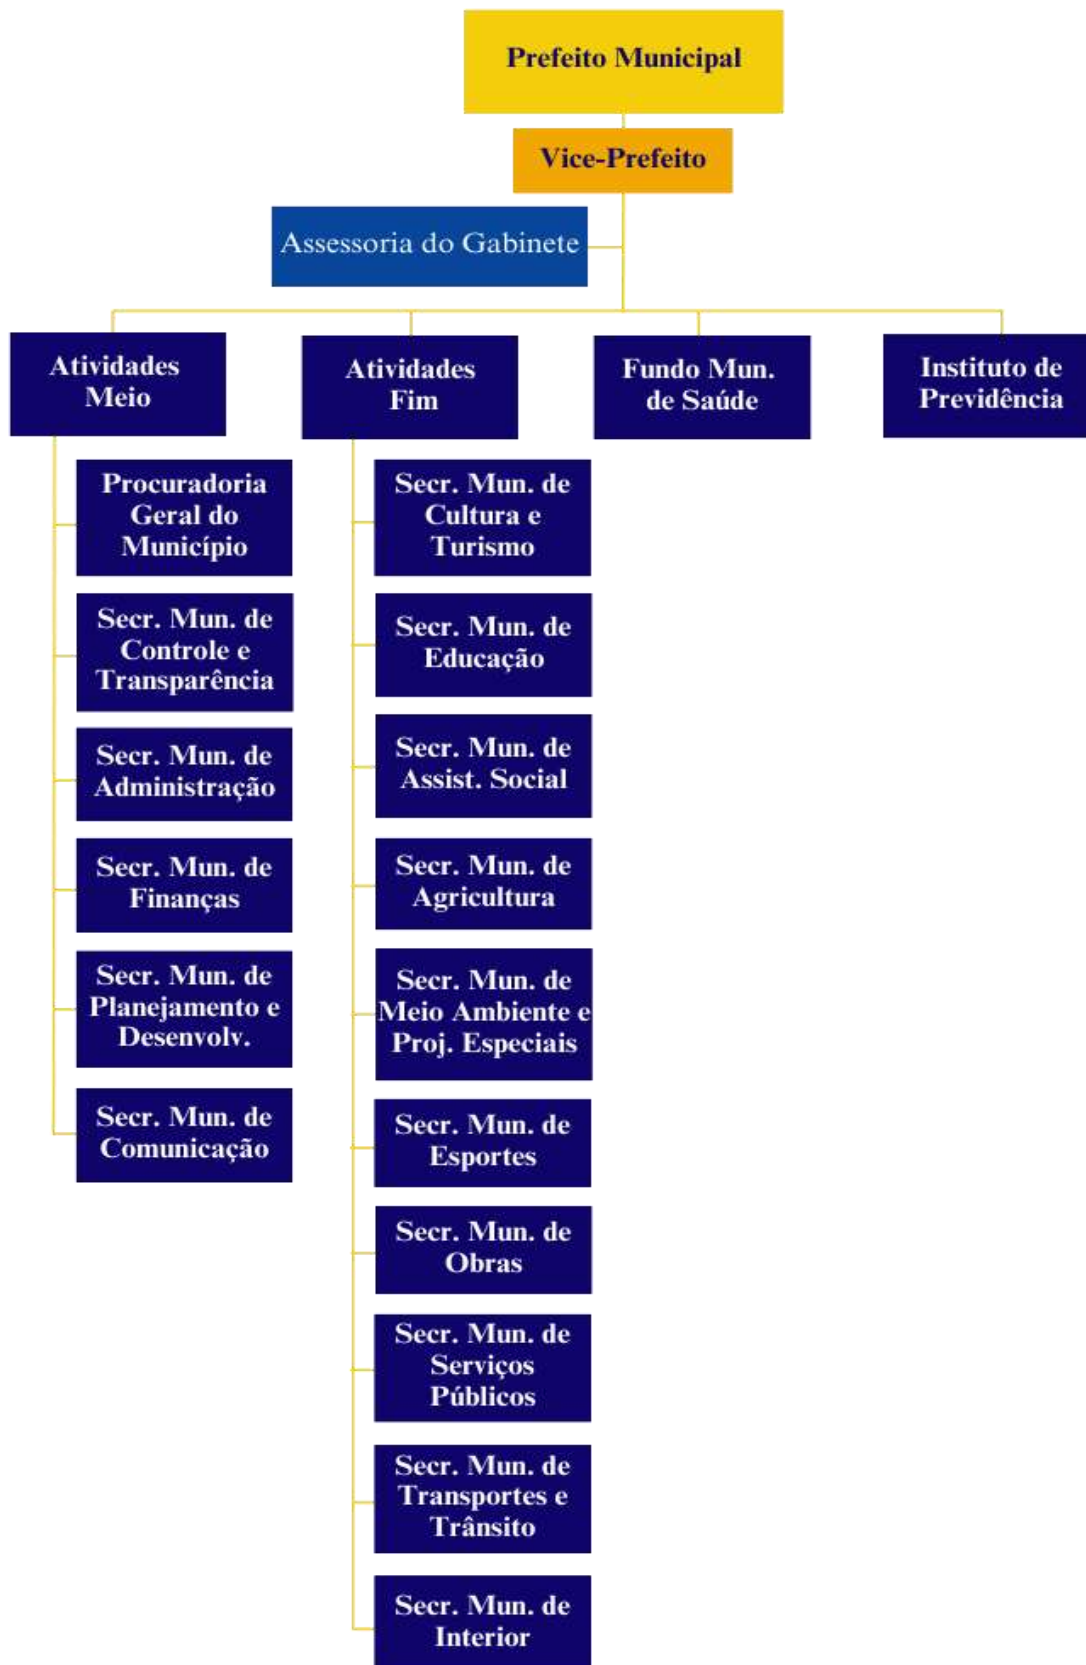 Prefeito Municipal
Vice-Prefeito
Assessoria do Gabinete
Atividades
Meio
Atividades
Fim
Fundo Mun.
de Saúde
Instituto de
Previdência
Procuradoria
Geral do
Município
Secr. Mun. de
Controle e
Transparência
Secr. Mun. de
Administração
Secr. Mun. de
Finanças
Secr. Mun. de
Planejamento e
Desenvolv.
Secr. Mun. de
Comunicação
Secr. Mun. de
Cultura e
Turismo
Secr. Mun. de
Educação
Secr. Mun. de
Assist. Social
Secr. Mun. de
Agricultura
Secr. Mun. de
Meio Ambiente e
Proj. Especiais
Secr. Mun. de
Esportes
Secr. Mun. de
Obras
Secr. Mun. de
Serviços
Públicos
Secr. Mun. de
Transportes e
Trânsito
Secr. Mun. de
Interior